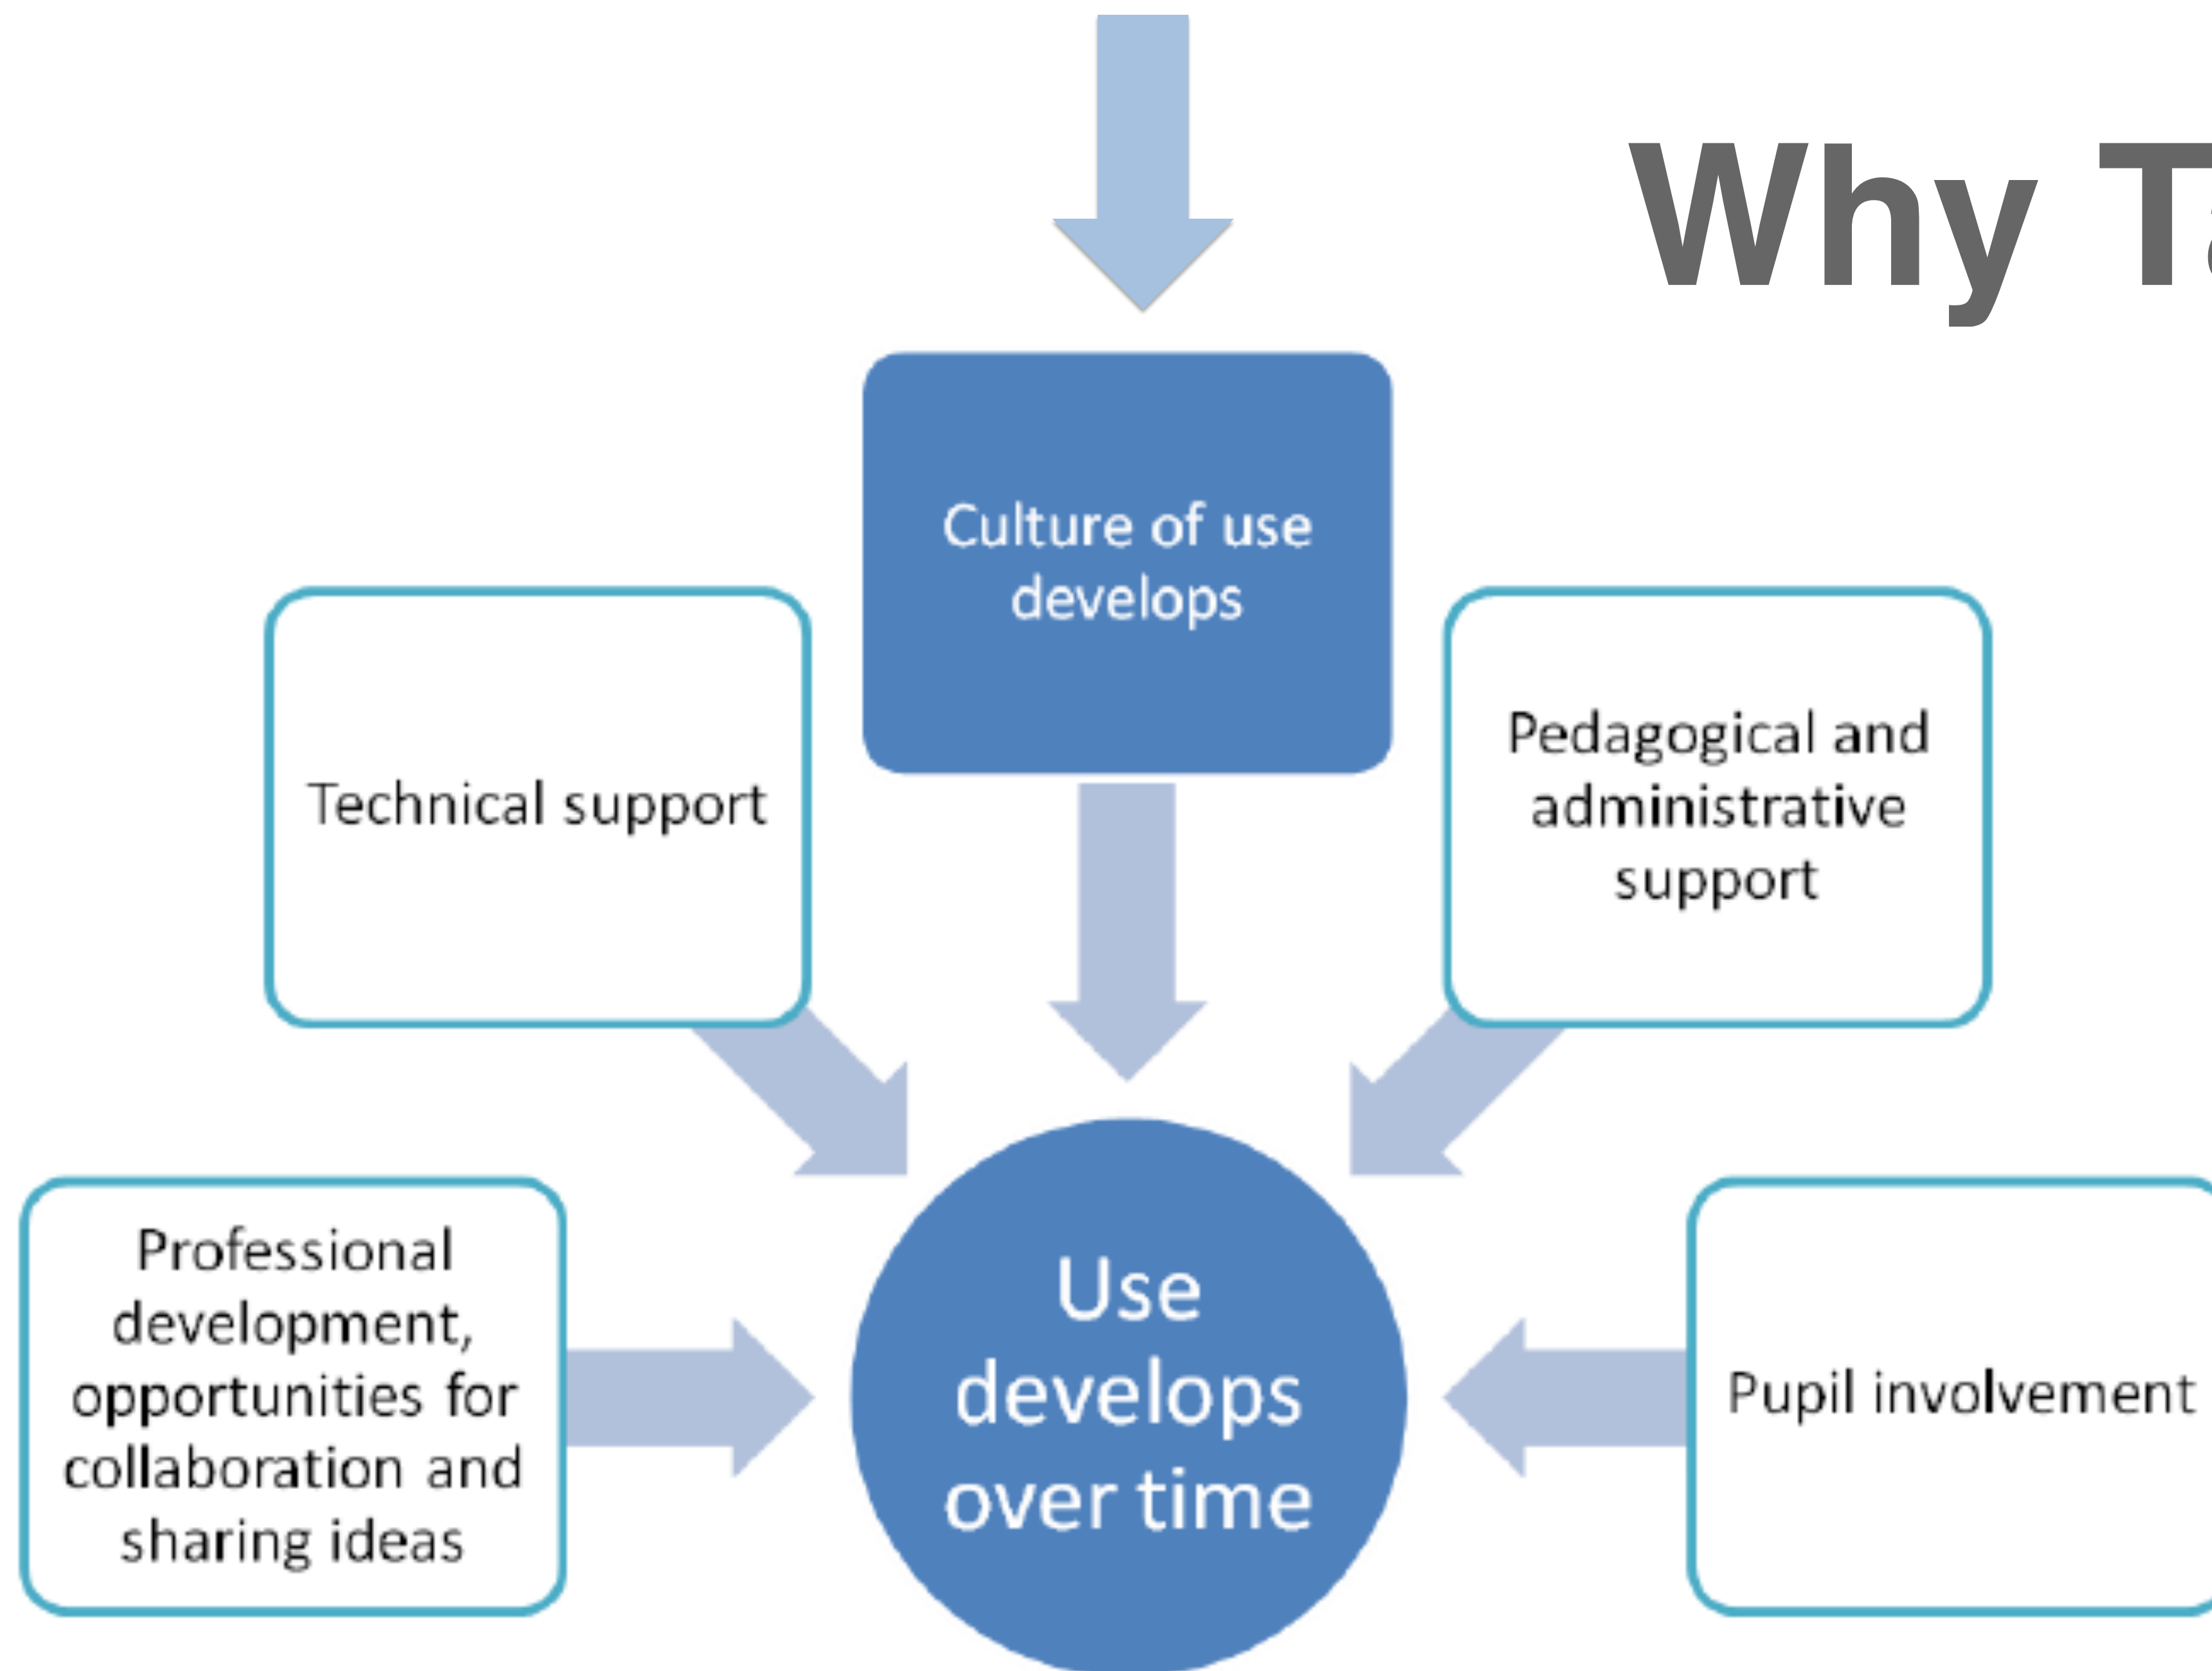 Why
Culture of use
develops
Technical support
Pedagogical and
administrative
support
Professional
development,
opportunities for
collaboration and
sharing ideas
Use
develops
over time
Pupil involvement